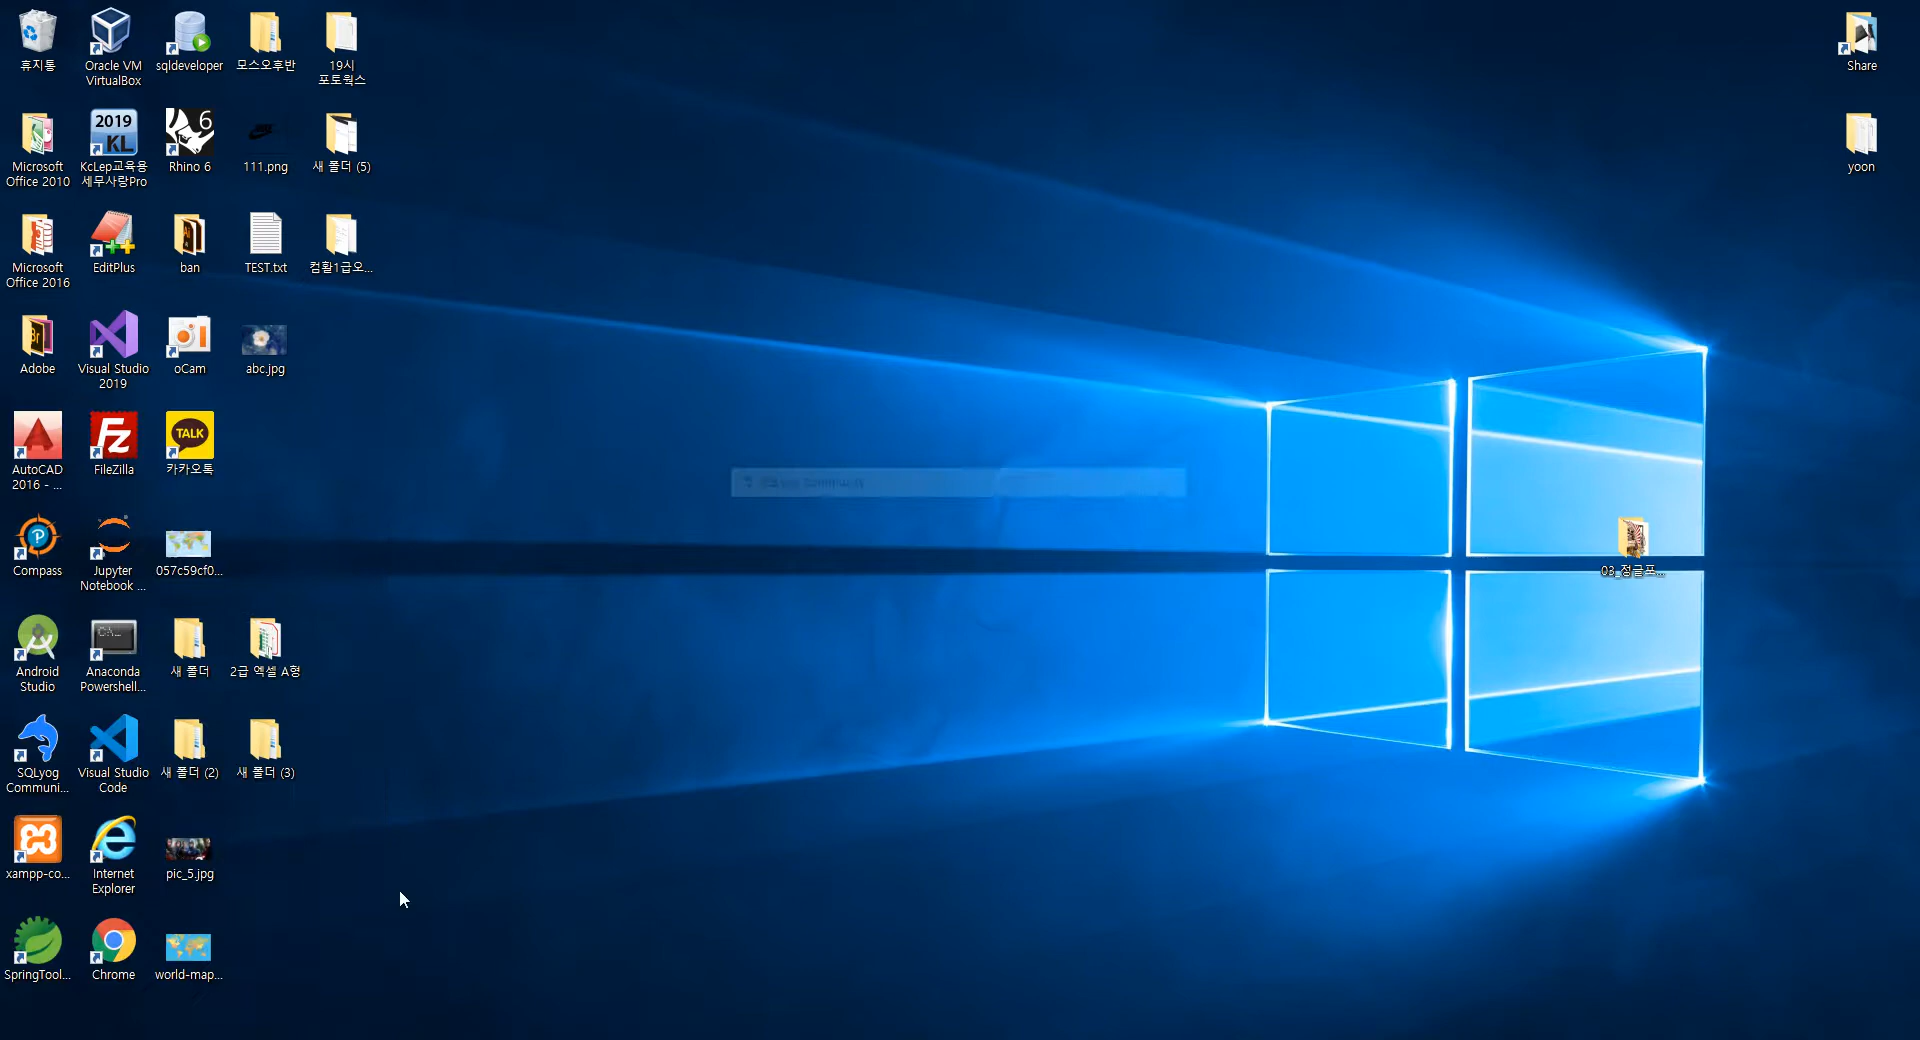 휴지통
Oracle VM
VirtualBox
sqldeveloper
모스오후반
19시
포토웍스
Share
Microsoft
Office 2010
2019
KL
KcLep교육용
세무사랑Pro
6
Rhino 6
111.png
새 폴더 (5)
yoon
Microsoft
Office 2016
EditPlus
Ai
ban
TEST.txt
컴활1급오...
Br
Adobe
Visual Studio
2019
oCam
abc.jpg
AutoCAD
2016 - ...
Fz
FileZilla
TALK
카카오톡
Compass
Jupyter
Notebook ...
057c59cf0...
03_정글포...
Android
Studio
Anaconda
Powershell...
새 폴더
2급 엑셀 A형
SQLyog
Communi...
Visual Studio
Code
새 폴더 (2)
새 폴더 (3)
xampp-co...
Internet
Explorer
pic_5.jpg
SpringTool...
Chrome
world-map...